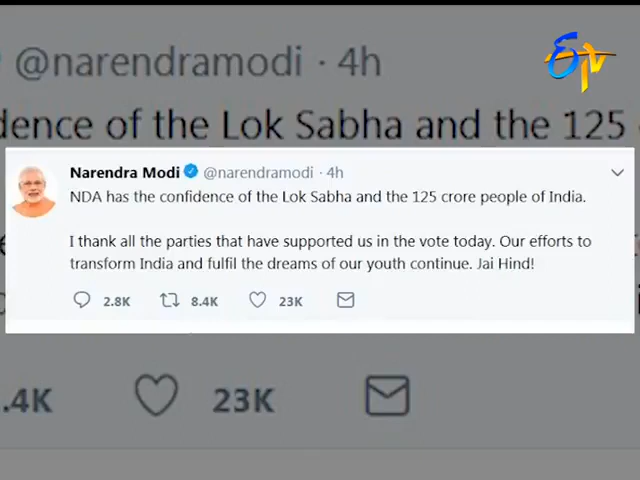 @narendramodi · 4h
ETV
dence of the Lok Sabha and the 125
Narendra Modi @narendramodi · 4h
NDA has the confidence of the Lok Sabha and the 125 crore people of India.
I thank all the parties that have supported us in the vote today. Our efforts to
transform India and fulfil the dreams of our youth continue. Jai Hind!
2.8K 8.4K 23K
.4K 23K